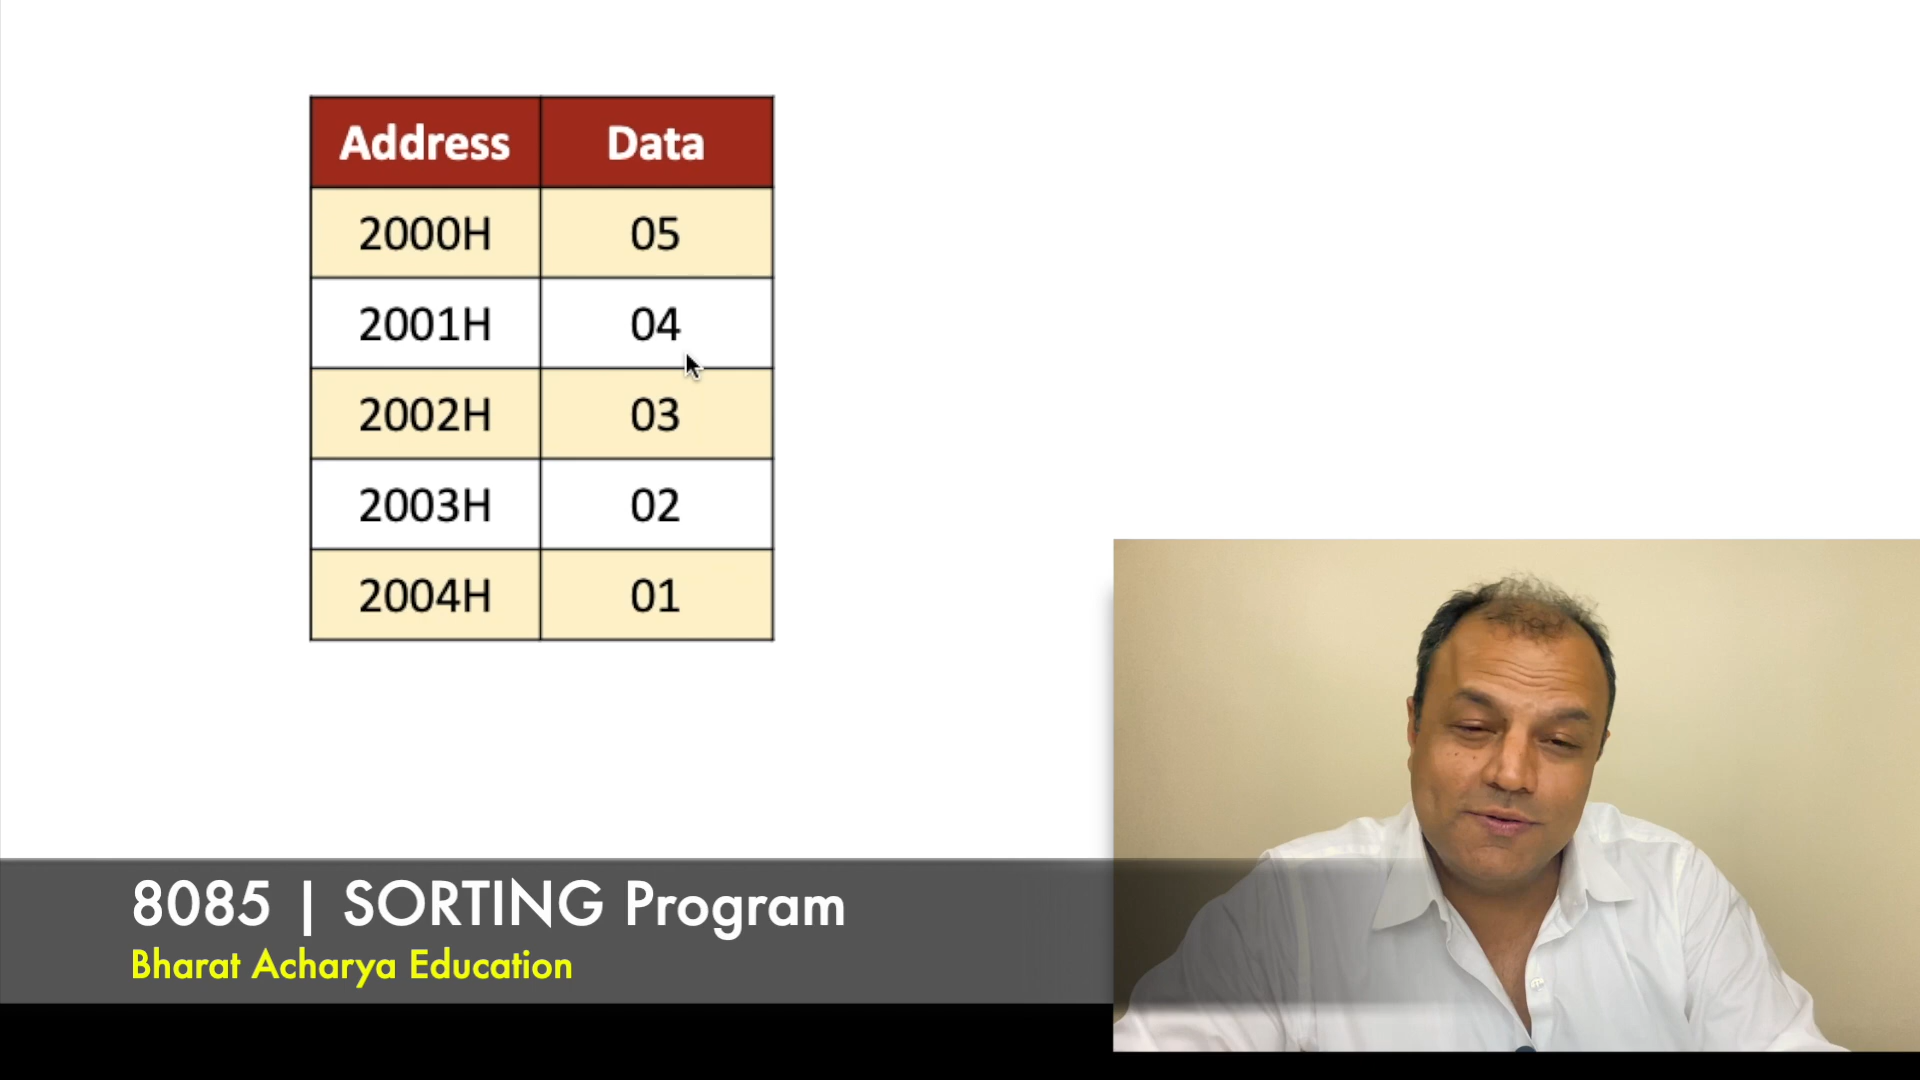 Address Data
2000H 05
2001H 04
2002H 03
2003H 02
2004H 01
8085 | SORTING Program
Bharat Acharya Education